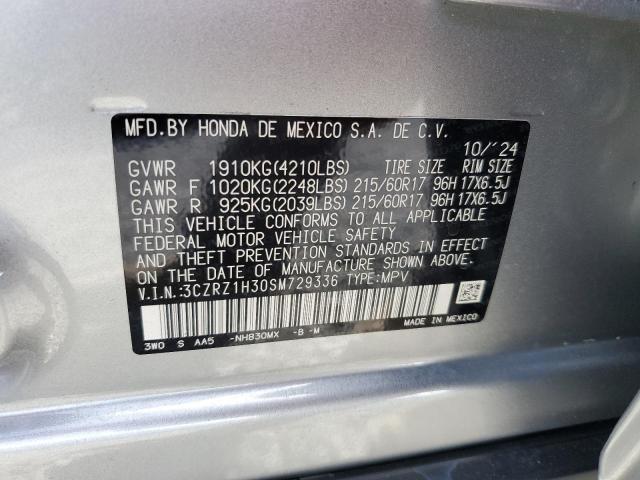 MFD.BY HONDA DE MEXICO S.A. DE C.V.
10/'24
GVWR 1910KG(4210LBS) TIRE SIZE RIM SIZE
GAWR F 1020KG(2248LBS) 215/60R17 96H 17X6.5J
GAWR R 925KG(2039LBS) 215/60R17 96H 17X6.5J
THIS VEHICLE CONFORMS TO ALL APPLICABLE
FEDERAL MOTOR VEHICLE SAFETY
AND THEFT PREVENTION STANDARDS IN EFFECT
ON THE DATE OF MANUFACTURE SHOWN ABOVE.
V.I.N.:3CZRZ1H30SM729336 TYPE:MPV
3W0 S AA5 -NH830MX -B -M MADE IN MEXICO